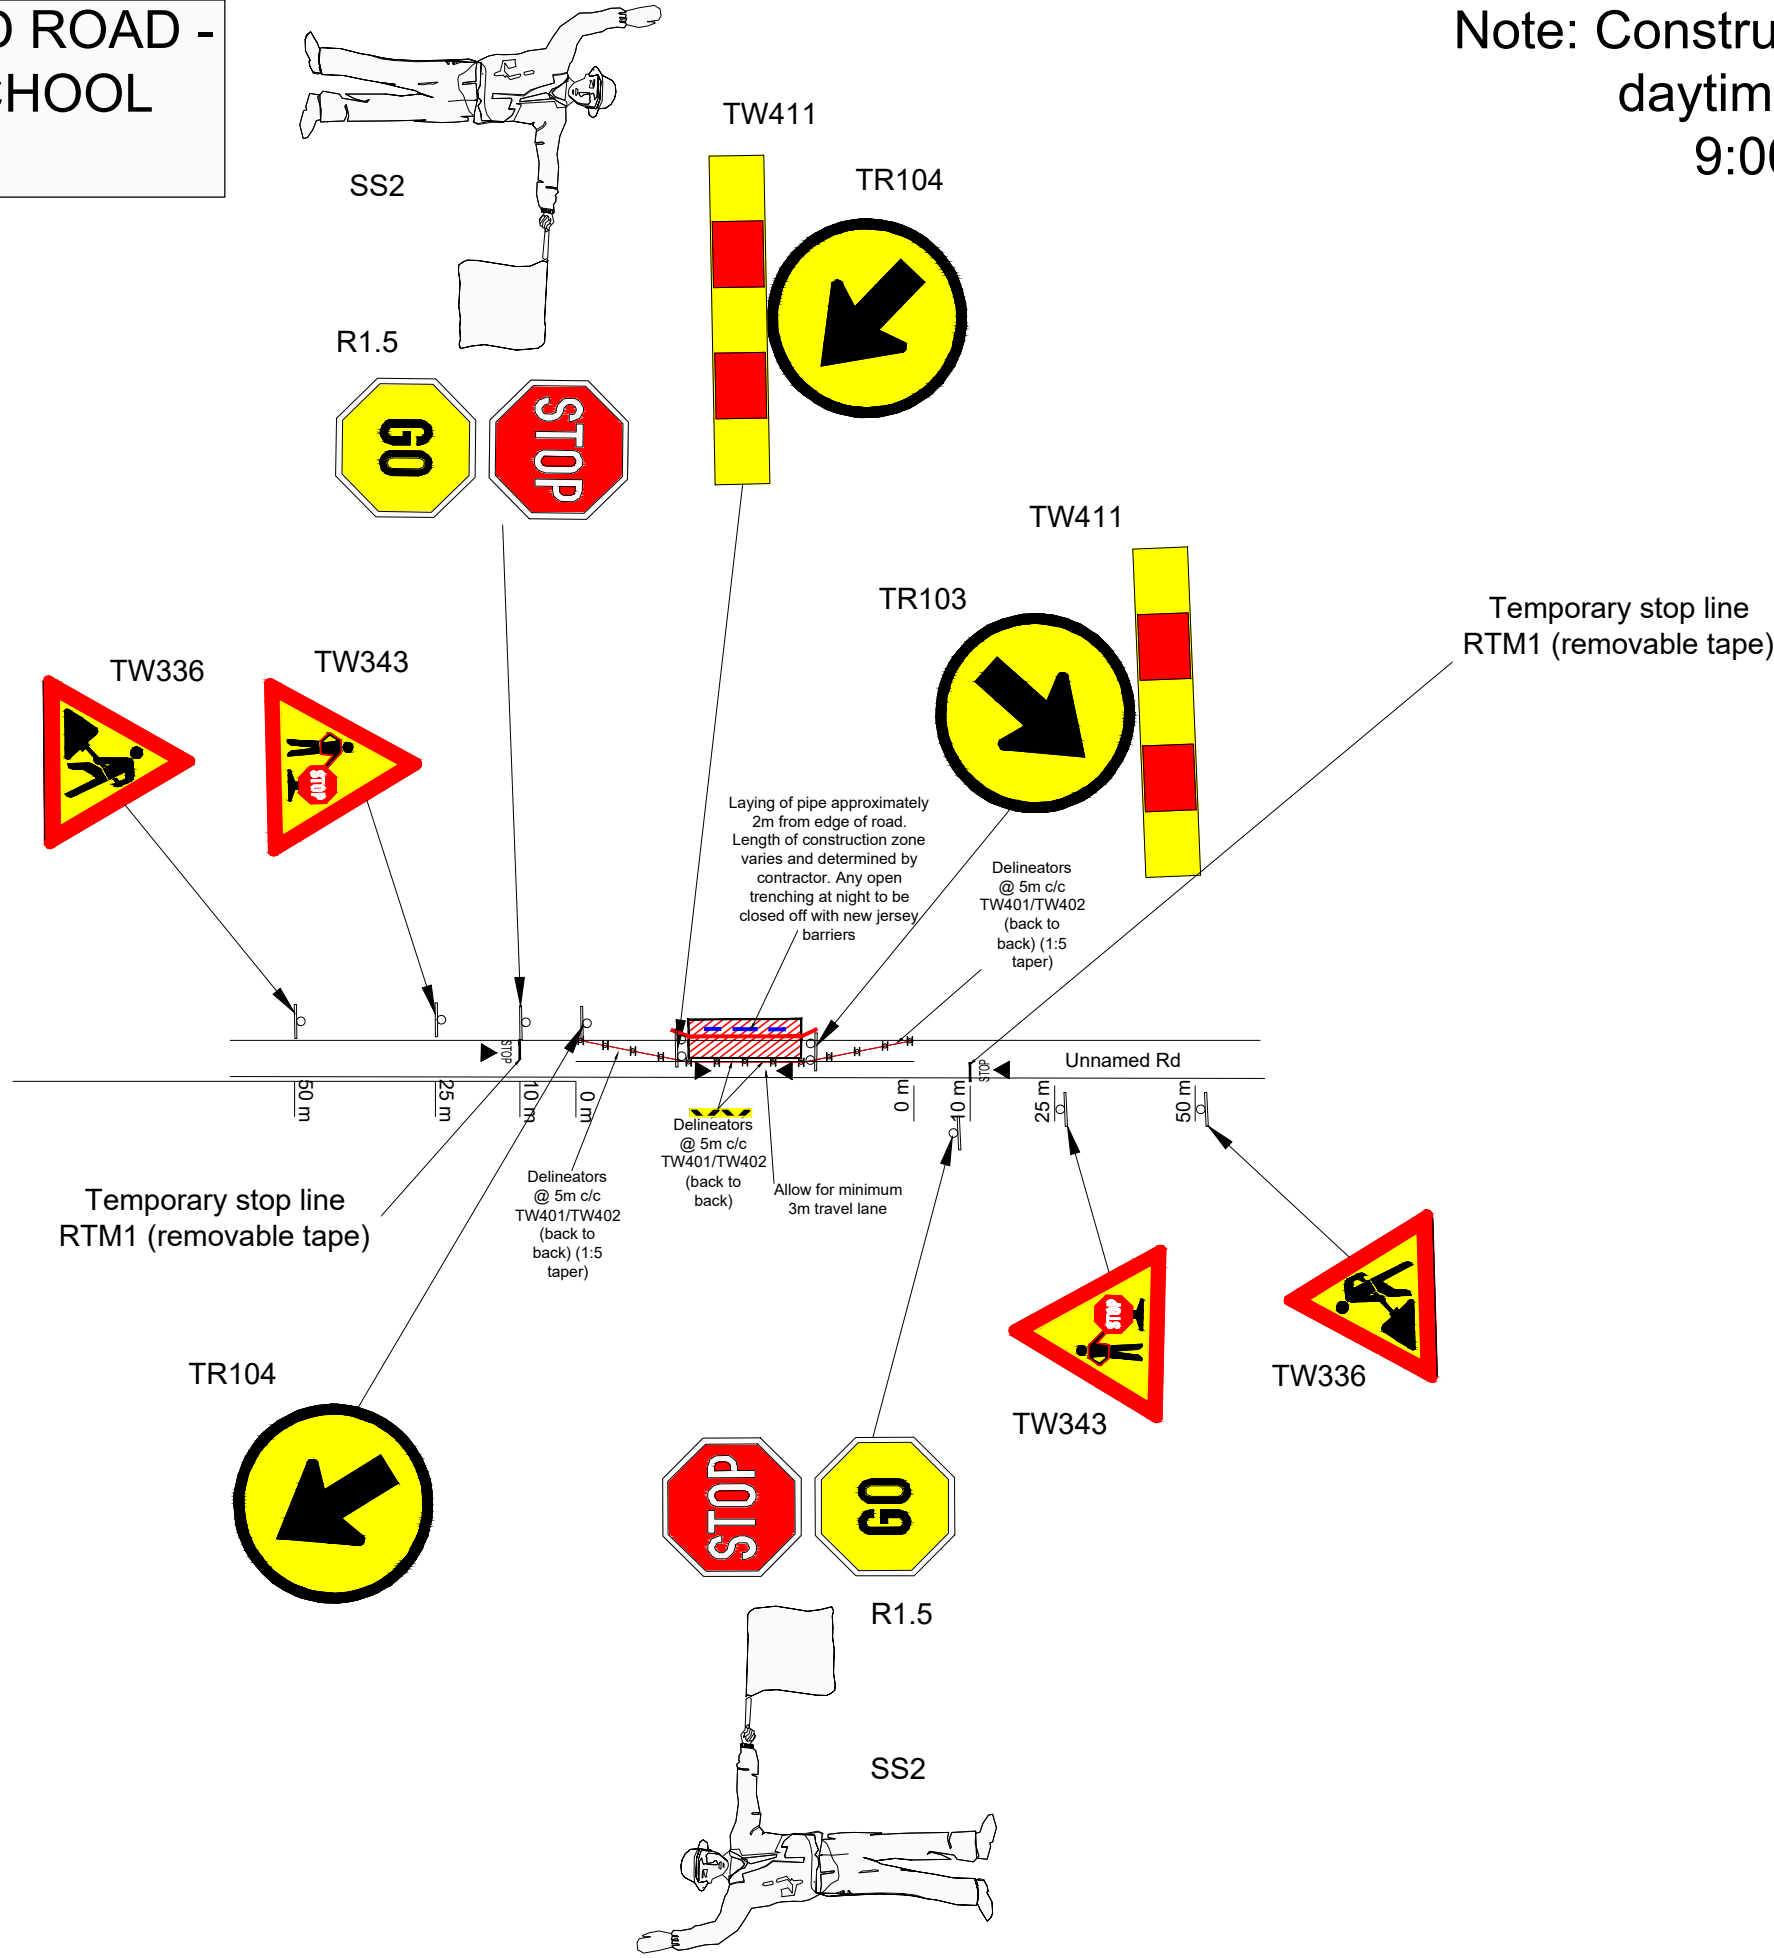 ROAD -
SCHOOL
Note: Constru
daytim
9:00
SS2
TW411
TR104
R1.5
GO
STOP
TW411
TR103
Temporary stop line
RTM1 (removable tape)
TW336
TW343
STOP
Laying of pipe approximately
2m from edge of road.
Length of construction zone
varies and determined by
contractor. Any open
trenching at night to be
closed off with new jersey
barriers
Delineators
@ 5m c/c
TW401/TW402
(back to
back) (1:5
taper)
STOP
STOP
Unnamed Rd
50 m
25 m
10 m
0 m
0 m
10 m
25 m
50 m
Delineators
@ 5m c/c
TW401/TW402
(back to
back)
Allow for minimum
3m travel lane
Delineators
@ 5m c/c
TW401/TW402
(back to
back) (1:5
taper)
Temporary stop line
RTM1 (removable tape)
TR104
STOP
TW343
TW336
STOP
GO
R1.5
SS2